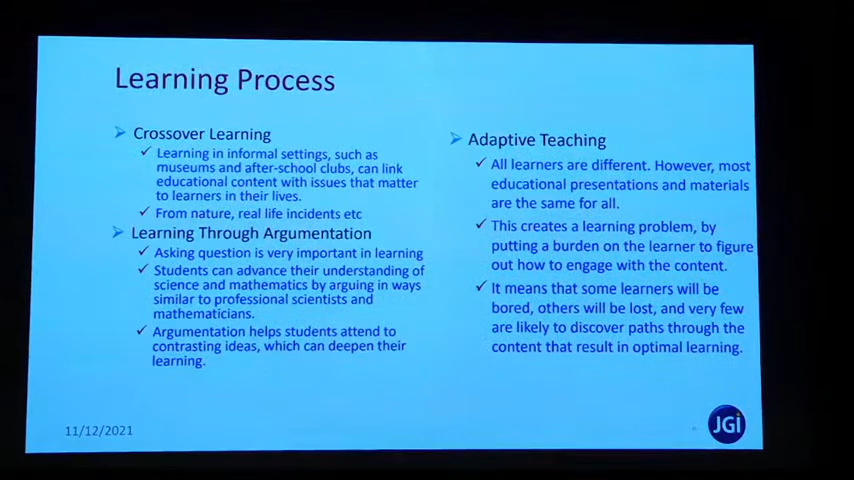 Learning Process
Crossover Learning
Learning in informal settings, such as
museums and after-school clubs, can link
educational content with issues that matter
to learners in their lives.
From nature, real life incidents etc
Learning Through Argumentation
Asking question is very important in learning
Students can advance their understanding of
science and mathematics by arguing in ways
similar to professional scientists and
mathematicians.
Argumentation helps students attend to
contrasting ideas, which can deepen their
learning.
Adaptive Teaching
All learners are different. However, most
educational presentations and materials
are the same for all.
This creates a learning problem, by
putting a burden on the learner to figure
out how to engage with the content.
It means that some learners will be
bored, others will be lost, and very few
are likely to discover paths through the
content that result in optimal learning.
11/12/2021
JGi